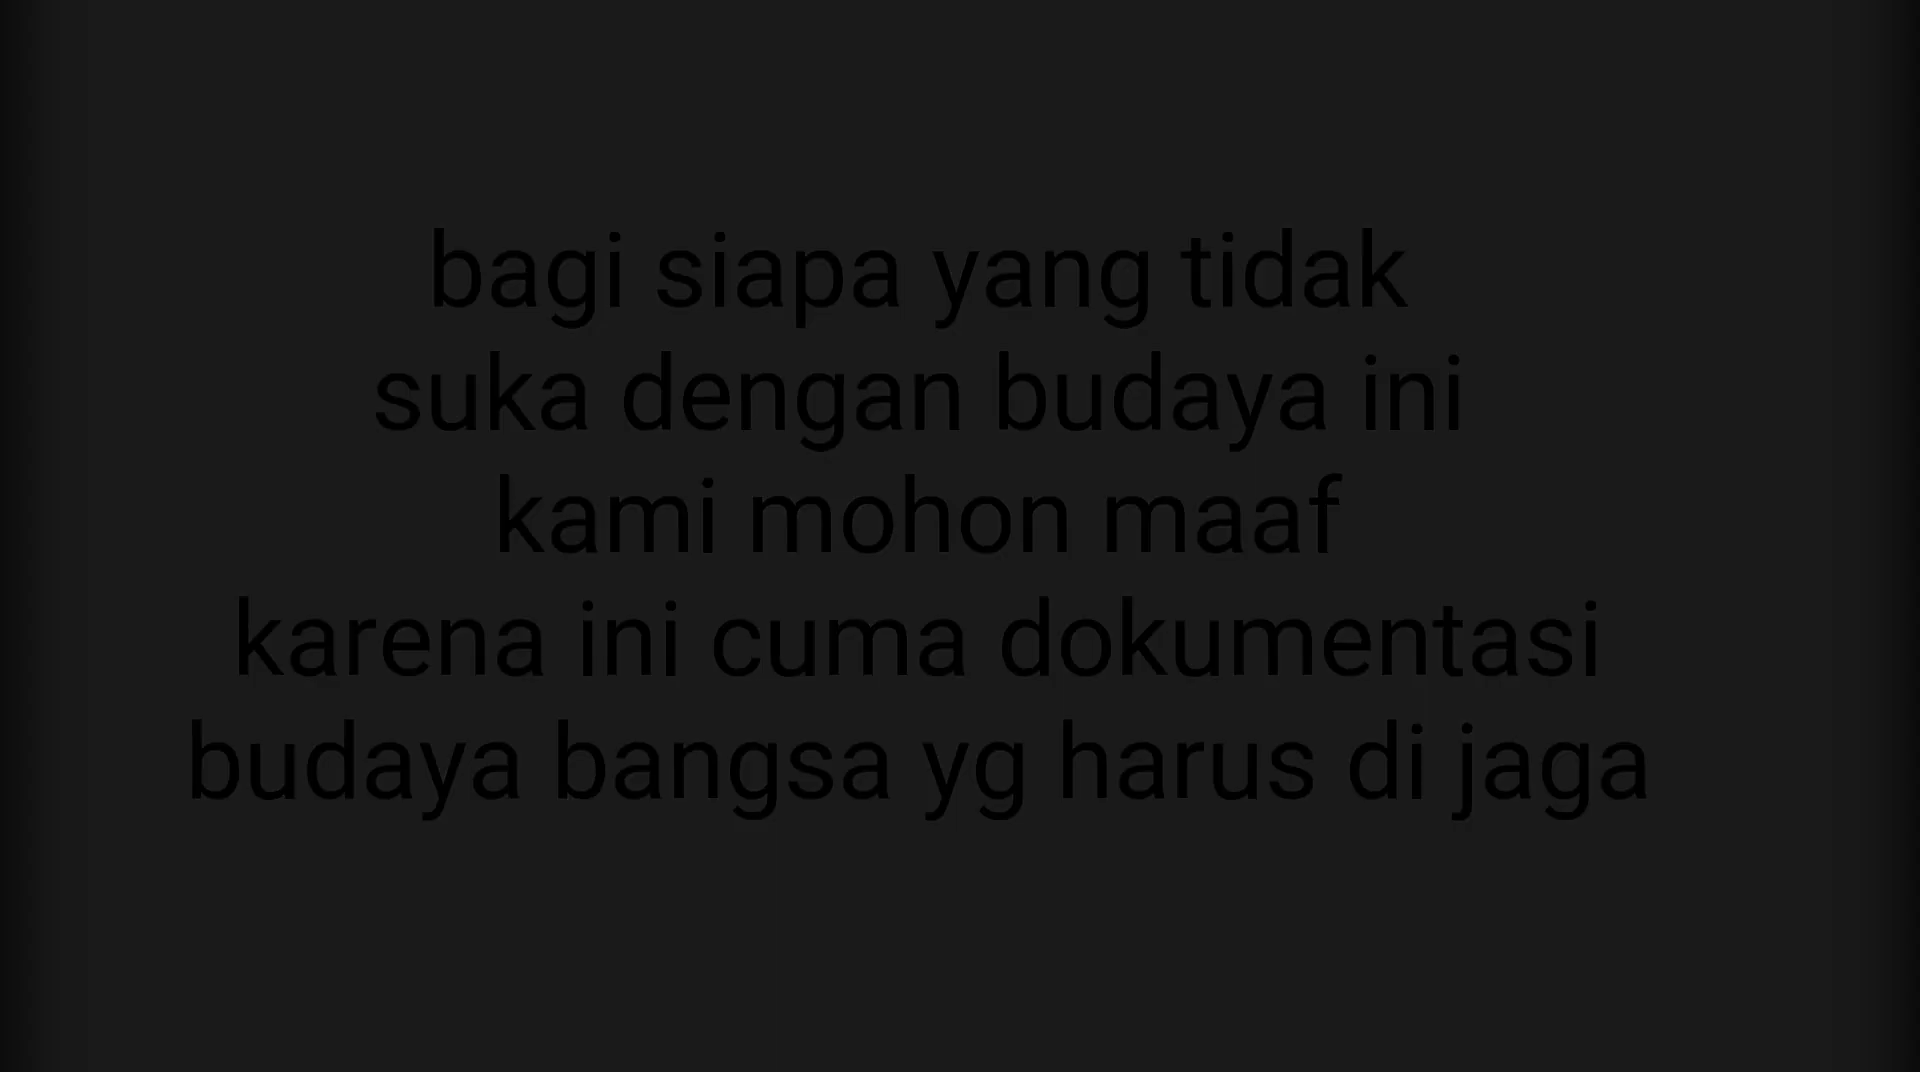 bagi siapa yang tidak
suka dengan budaya ini
kami mohon maaf
karena ini cuma dokumentasi
budaya bangsa yg harus di jaga